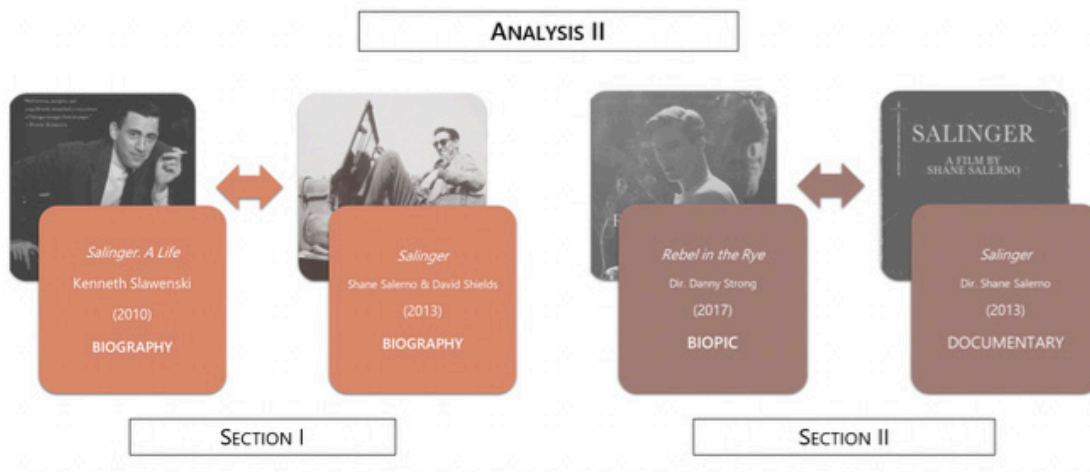 ANALYSIS II
SALINGER
A FILM BY
SHANE SALERNO
Salinger. A Life
Kenneth Slawenski
(2010)
BIOGRAPHY
Salinger
Shane Salerno & David Shields
(2013)
BIOGRAPHY
Rebel in the Rye
Dir. Danny Strong
(2017)
BIOPIC
Salinger
Dir. Shane Salerno
(2013)
DOCUMENTARY
SECTION I
SECTION II